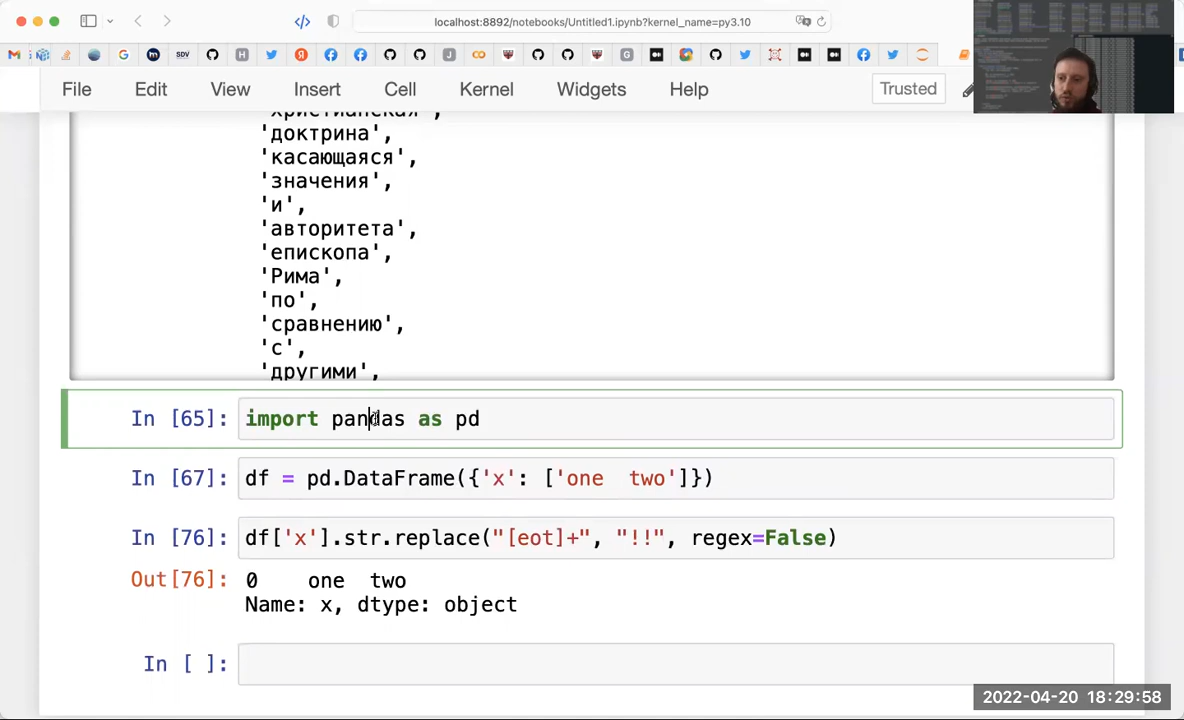 localhost:8892/notebooks/Untitled1.ipynb?kernel_name=py3.10
SDV
File Edit View Insert Cell Kernel Widgets Help Trusted
'христианская',
'доктрина',
'касающаяся',
'значения',
'и',
'авторитета',
'епископа',
'Рима',
'по',
'сравнению',
'с',
'другими',
In [65]: import pandas as pd
In [67]: df = pd.DataFrame({'x': ['one  two']})
In [76]: df['x'].str.replace("[eot]+", "!!", regex=False)
Out[76]: 0    one  two
Name: x, dtype: object
In [ ]:
2022-04-20 18:29:58